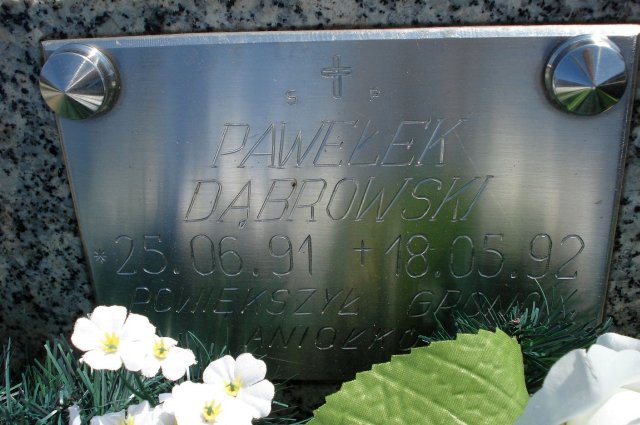 Ś P
PAWEŁEK
DĄBROWSKI
*25.06.91 +18.05.92
POWIĘKSZYŁ